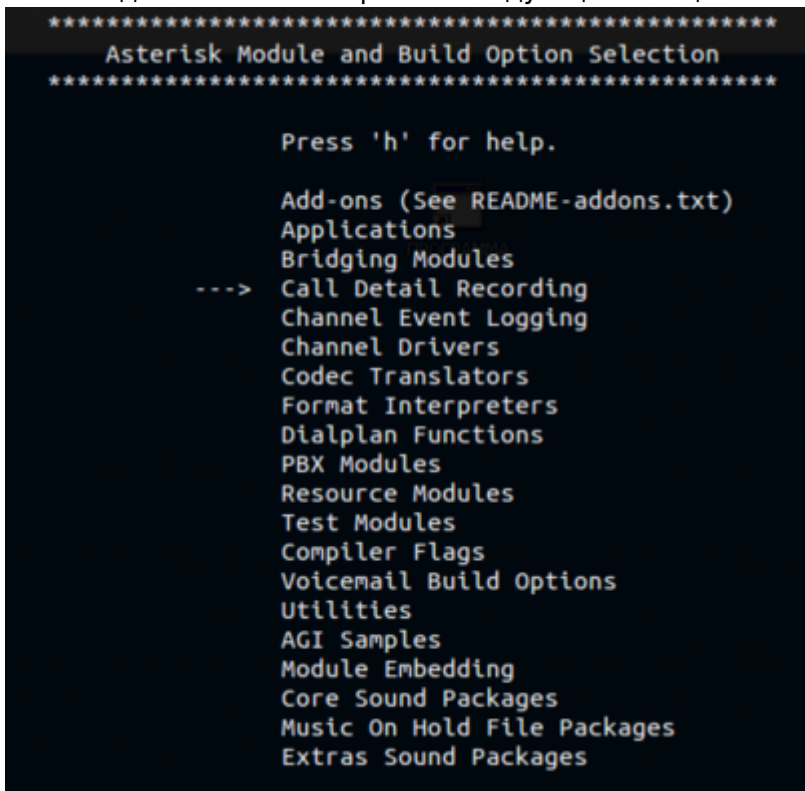 **************************************************
Asterisk Module and Build Option Selection
**************************************************
Press 'h' for help.
Add-ons (See README-addons.txt)
Applications
Bridging Modules
---> Call Detail Recording
Channel Event Logging
Channel Drivers
Codec Translators
Format Interpreters
Dialplan Functions
PBX Modules
Resource Modules
Test Modules
Compiler Flags
Voicemail Build Options
Utilities
AGI Samples
Module Embedding
Core Sound Packages
Music On Hold File Packages
Extras Sound Packages